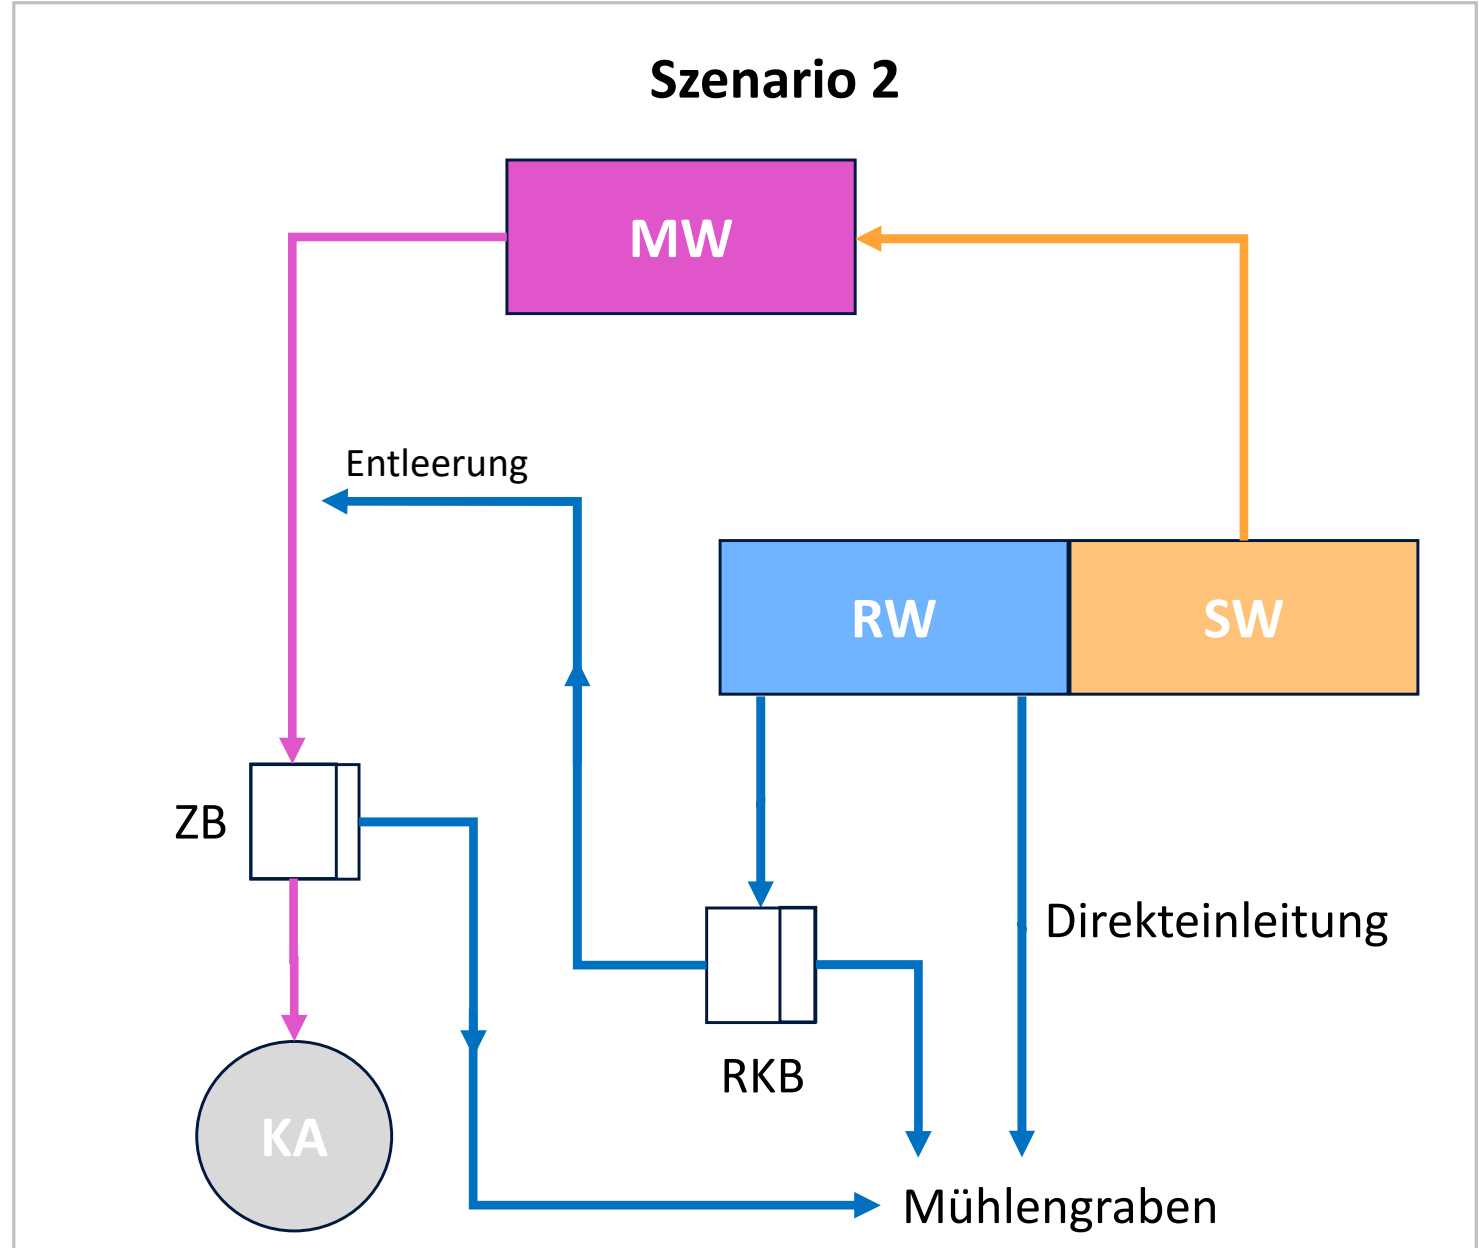 Szenario 2
MW
Entleerung
RW
SW
ZB
Direkteinleitung
RKB
KA
Mühlengraben